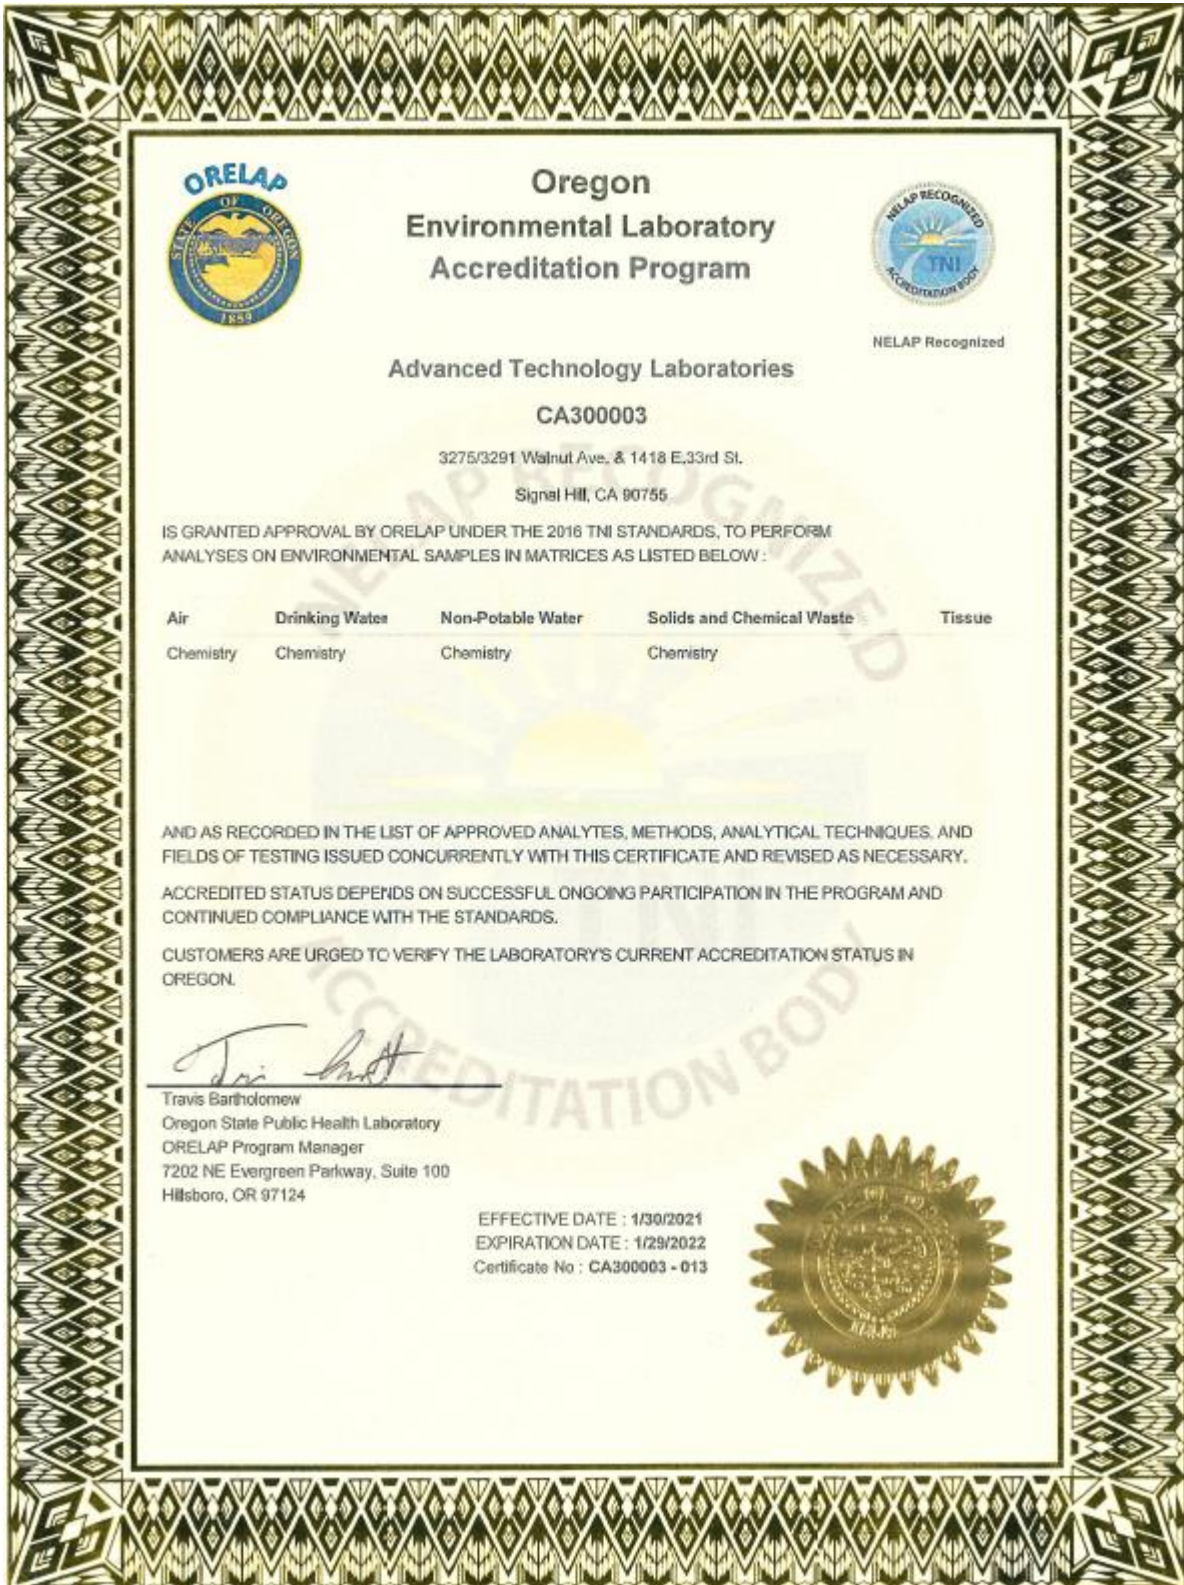 ORELAP
STATE OF OREGON
1859
Oregon
Environmental Laboratory
Accreditation Program
NELAP RECOGNIZED
TNI
ACCREDITATION BODY
NELAP Recognized
Advanced Technology Laboratories
CA300003
3275/3291 Walnut Ave. & 1418 E.33rd St.
Signal Hill, CA 90755
IS GRANTED APPROVAL BY ORELAP UNDER THE 2016 TNI STANDARDS, TO PERFORM
ANALYSES ON ENVIRONMENTAL SAMPLES IN MATRICES AS LISTED BELOW :
Air Drinking Water Non-Potable Water Solids and Chemical Waste Tissue
Chemistry Chemistry Chemistry Chemistry
AND AS RECORDED IN THE LIST OF APPROVED ANALYTES, METHODS, ANALYTICAL TECHNIQUES, AND
FIELDS OF TESTING ISSUED CONCURRENTLY WITH THIS CERTIFICATE AND REVISED AS NECESSARY.
ACCREDITED STATUS DEPENDS ON SUCCESSFUL ONGOING PARTICIPATION IN THE PROGRAM AND
CONTINUED COMPLIANCE WITH THE STANDARDS.
CUSTOMERS ARE URGED TO VERIFY THE LABORATORY'S CURRENT ACCREDITATION STATUS IN
OREGON.
NELAP RECOGNIZED
TNI
ACCREDITATION BODY
Travis Bartholomew
Oregon State Public Health Laboratory
ORELAP Program Manager
7202 NE Evergreen Parkway, Suite 100
Hillsboro, OR 97124
EFFECTIVE DATE : 1/30/2021
EXPIRATION DATE : 1/29/2022
Certificate No : CA300003 - 013